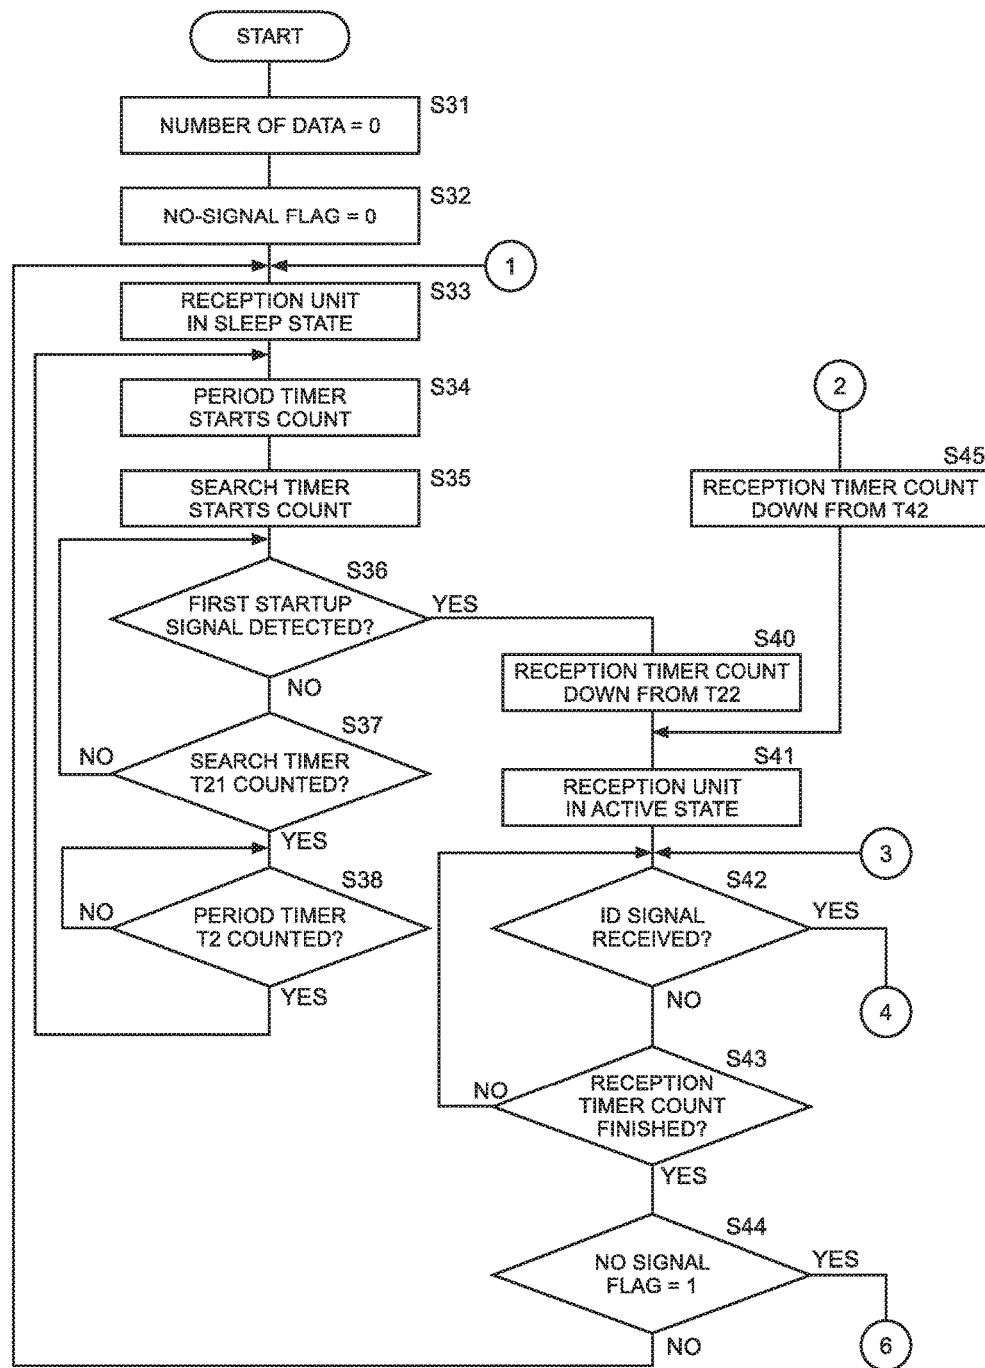 START
S31
NUMBER OF DATA = 0
S32
NO-SIGNAL FLAG = 0
1
S33
RECEPTION UNIT
IN SLEEP STATE
S34
PERIOD TIMER
STARTS COUNT
2
S35
SEARCH TIMER
STARTS COUNT
S45
RECEPTION TIMER COUNT
DOWN FROM T42
S36
FIRST STARTUP
SIGNAL DETECTED?
YES
NO
S40
RECEPTION TIMER COUNT
DOWN FROM T22
S37
NO
SEARCH TIMER
T21 COUNTED?
YES
S41
RECEPTION UNIT
IN ACTIVE STATE
3
S38
NO
PERIOD TIMER
T2 COUNTED?
YES
S42
ID SIGNAL
RECEIVED?
YES
NO
4
S43
NO
RECEPTION
TIMER COUNT
FINISHED?
YES
S44
NO SIGNAL
FLAG = 1
YES
NO
6